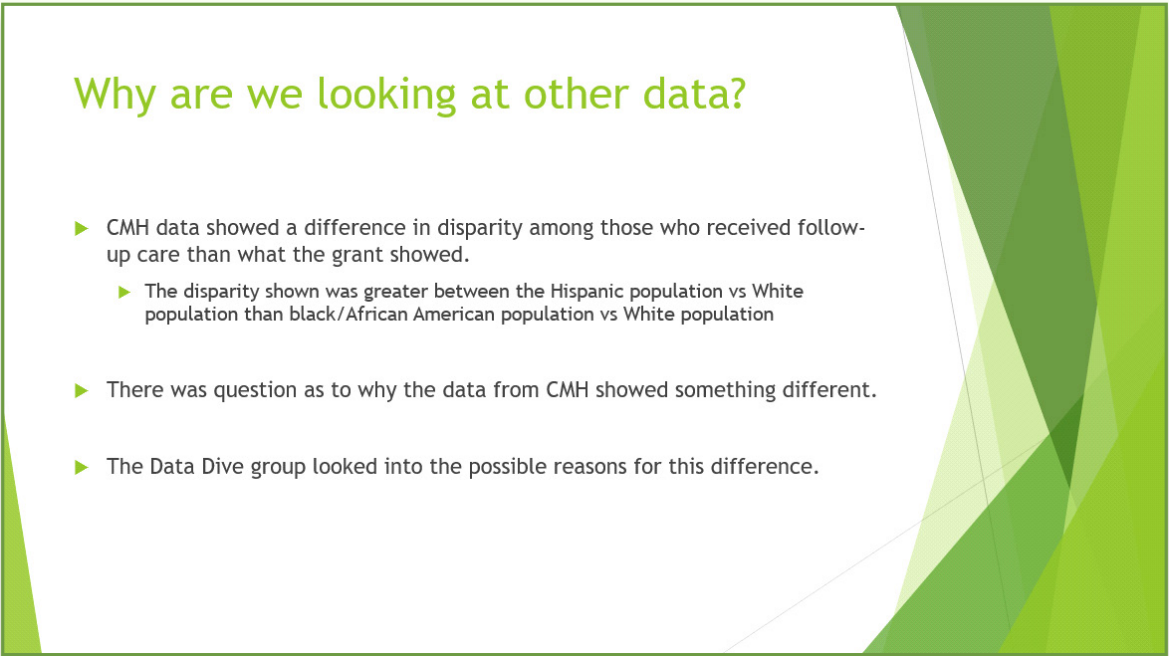 Why are we looking at other data?
CMH data showed a difference in disparity among those who received follow-
up care than what the grant showed.
The disparity shown was greater between the Hispanic population vs White
population than black/African American population vs White population
There was question as to why the data from CMH showed something different.
The Data Dive group looked into the possible reasons for this difference.